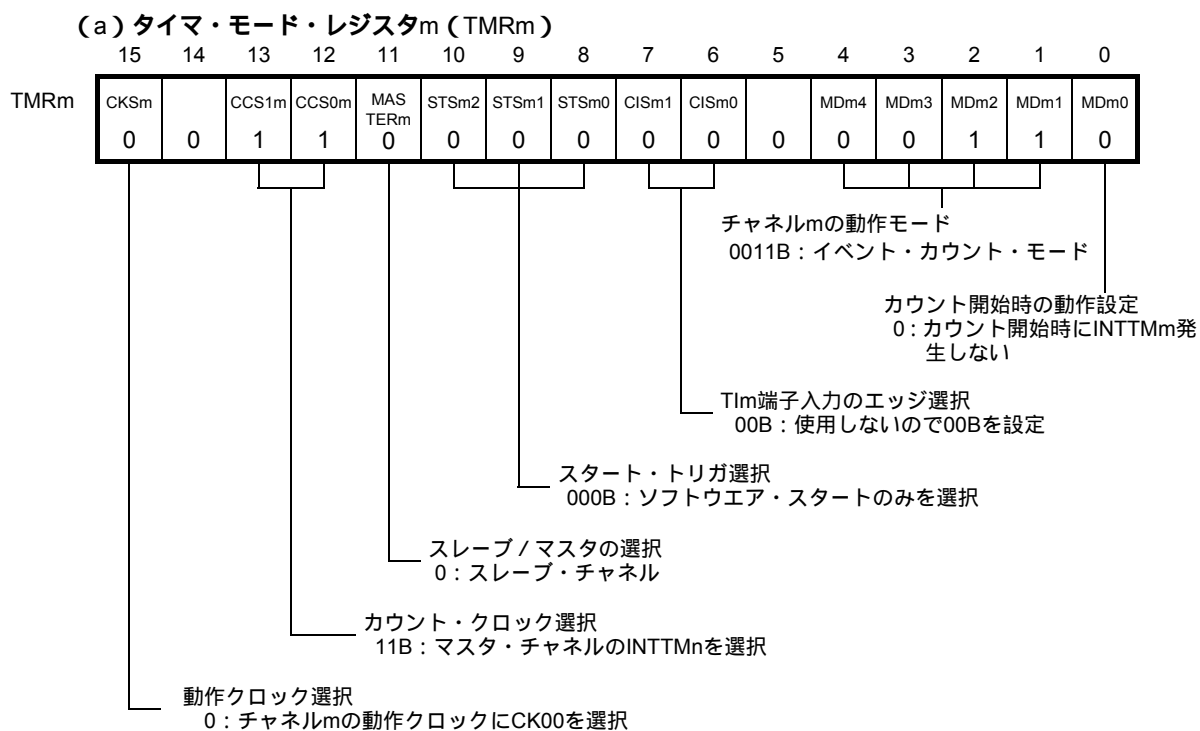 （a）タイマ・モード・レジスタm（TMRm）
15 14 13 12 11 10 9 8 7 6 5 4 3 2 1 0
TMRm CKSm CCS1m CCS0m MAS TERm STSm2 STSm1 STSm0 CISm1 CISm0 MDm4 MDm3 MDm2 MDm1 MDm0
0 0 1 1 0 0 0 0 0 0 0 0 0 1 1 0
チャネルmの動作モード
0011B：イベント・カウント・モード
カウント開始時の動作設定
0：カウント開始時にINTTMm発
生しない
TIm端子入力のエッジ選択
00B：使用しないので00Bを設定
スタート・トリガ選択
000B：ソフトウエア・スタートのみを選択
スレーブ／マスタの選択
0：スレーブ・チャネル
カウント・クロック選択
11B：マスタ・チャネルのINTTMnを選択
動作クロック選択
0：チャネルmの動作クロックにCK00を選択